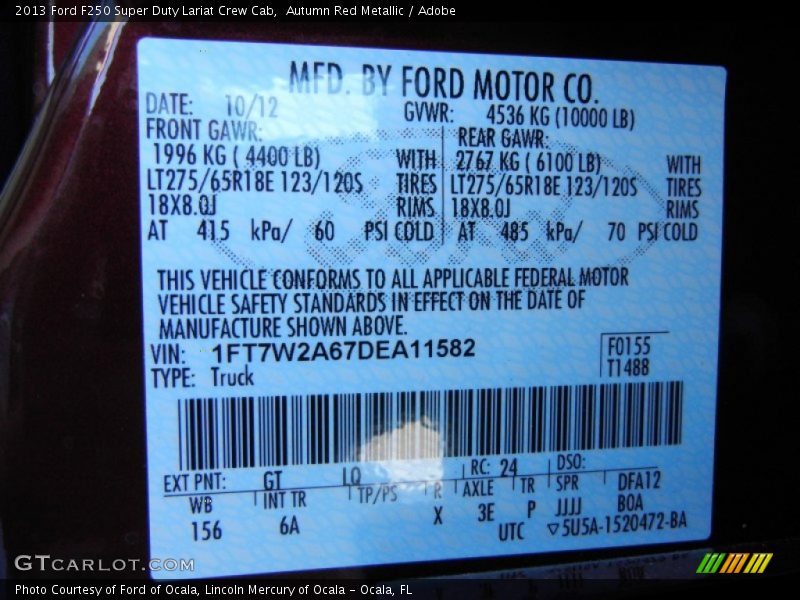 2013 Ford F250 Super Duty Lariat Crew Cab,  Autumn Red Metallic / Adobe
MFD. BY FORD MOTOR CO.
DATE: 10/12 GVWR: 4536 KG (10000 LB)
FRONT GAWR: REAR GAWR:
1996 KG ( 4400 LB) WITH 2767 KG ( 6100 LB) WITH
LT275/65R18E 123/120S TIRES LT275/65R18E 123/120S TIRES
18X8.0J RIMS 18X8.0J RIMS
AT 415 kPa/ 60 PSI COLD AT 485 kPa/ 70 PSI COLD
THIS VEHICLE CONFORMS TO ALL APPLICABLE FEDERAL MOTOR
VEHICLE SAFETY STANDARDS IN EFFECT ON THE DATE OF
MANUFACTURE SHOWN ABOVE.
VIN: 1FT7W2A67DEA11582 F0155
TYPE: Truck T1488
EXT PNT: GT LQ RC: 24 DSO:
WB INT TR TP/PS R AXLE TR SPR DFA12
156 6A X 3E P JJJJ BOA
UTC ▽5U5A-1520472-BA
GTCARLOT.COM
Photo Courtesy of Ford of Ocala, Lincoln Mercury of Ocala - Ocala, FL